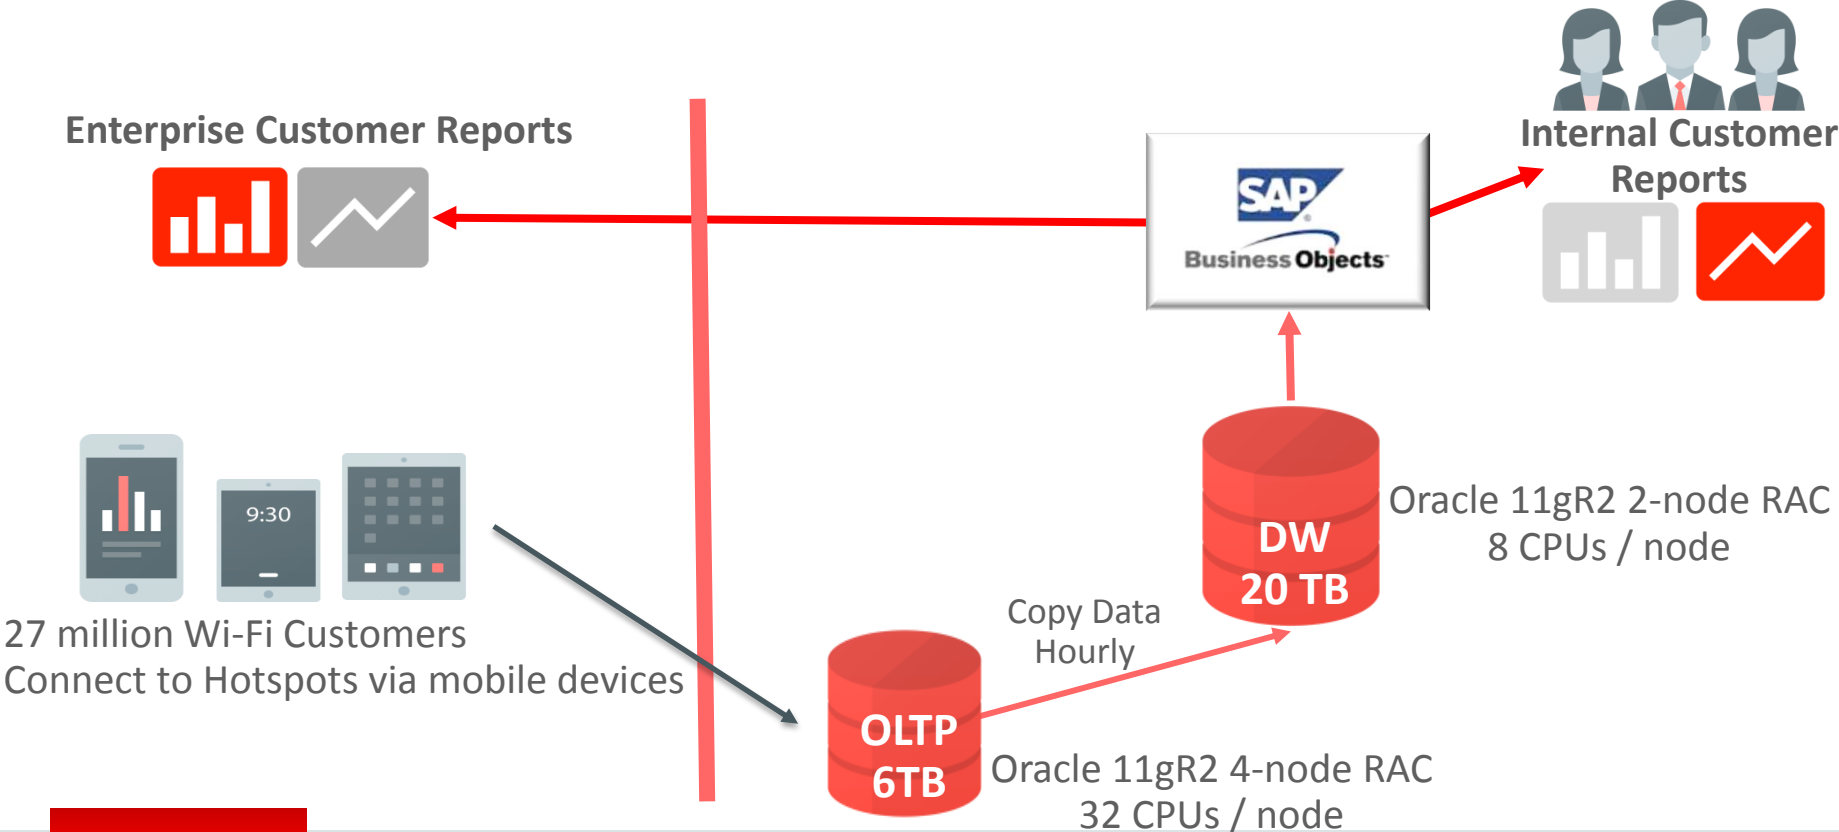 Enterprise Customer Reports
SAP
®
Business Objects™
Internal Customer
Reports
9:30
27 million Wi-Fi Customers
Connect to Hotspots via mobile devices
OLTP
6TB
Oracle 11gR2 4-node RAC
32 CPUs / node
Copy Data
Hourly
DW
20 TB
Oracle 11gR2 2-node RAC
8 CPUs / node